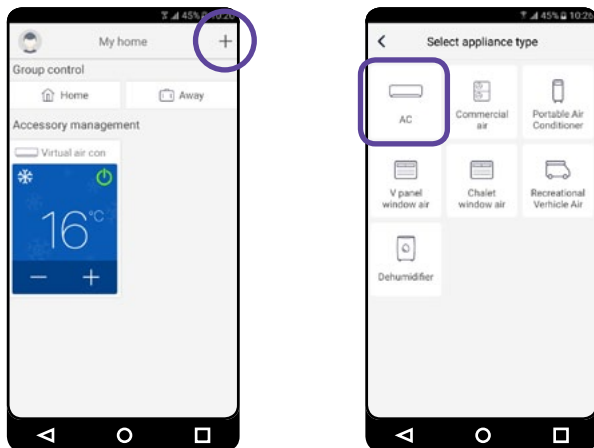 45%
My home
+
Group control
Home
Away
Accessory management
Virtual air con
16°C
− +
45% 10:26
Select appliance type
AC
Commercial
air
Portable Air
Conditioner
V panel
window air
Chalet
window air
Recreational
Verhicle Air
Dehumidifier